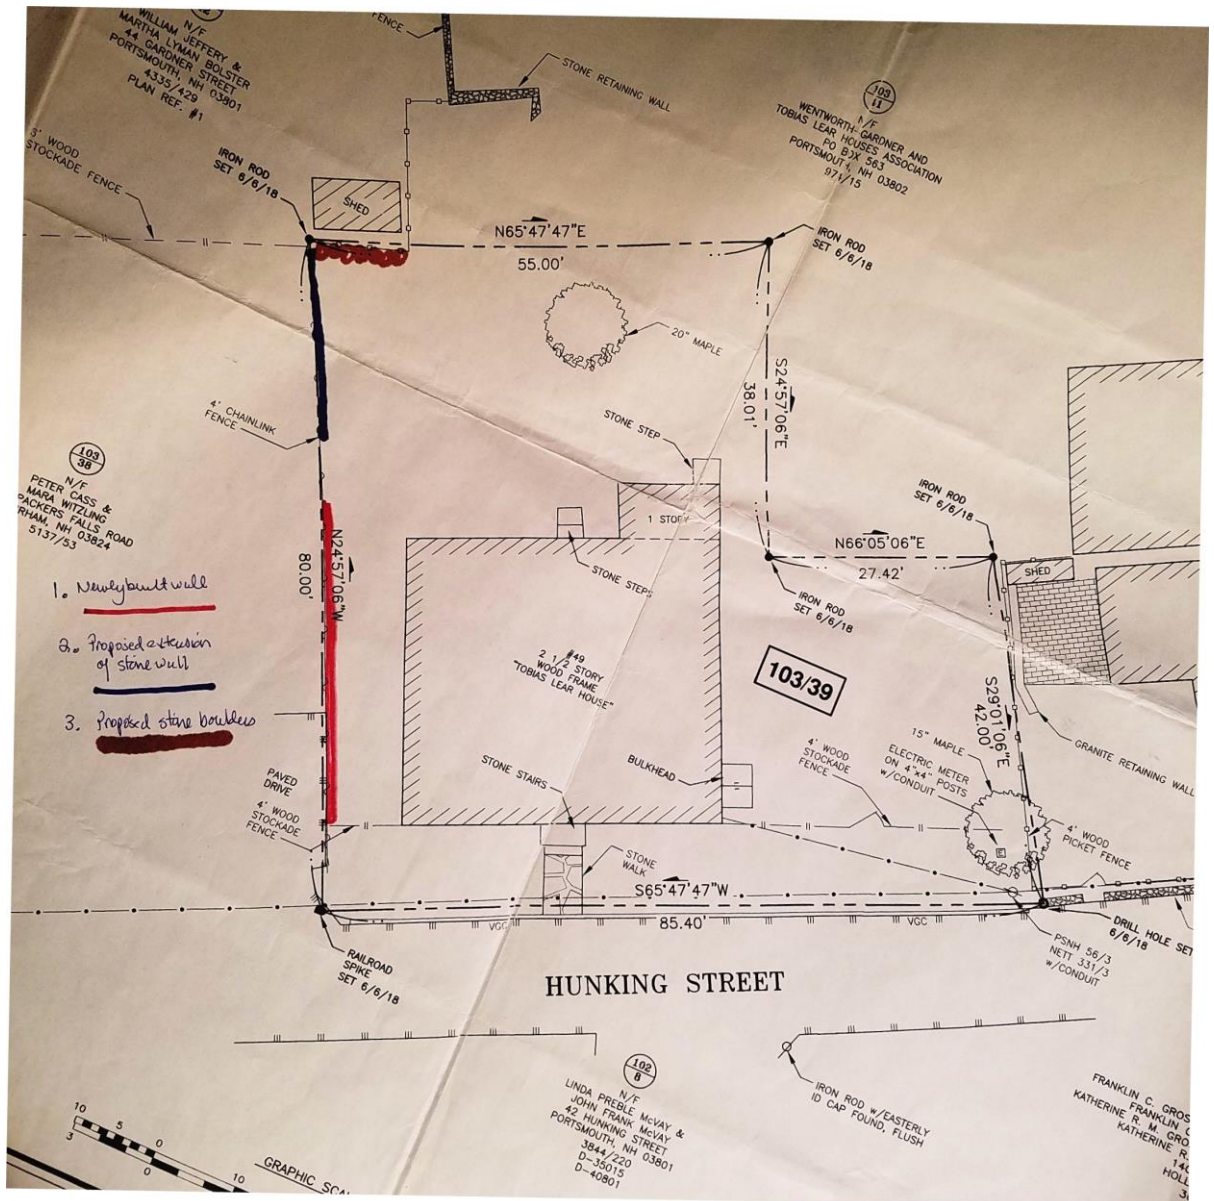 N/F
WILLIAM JEFFERY &
MARTHA LYMAN BOLSTER
44 GARDNER STREET
PORTSMOUTH, NH 03801
4335/429
PLAN REF. #1
FENCE
STONE RETAINING WALL
103
11
N/F
WENTWORTH-GARDNER AND
TOBIAS LEAR HOUSES ASSOCIATION
PO BOX 563
PORTSMOUTH, NH 03802
971/15
WOOD
STOCKADE FENCE
IRON ROD
SET 6/6/18
SHED
N65°47'47"E
55.00'
IRON ROD
SET 6/6/18
20" MAPLE
S24°57'06"E
38.01'
4' CHAINLINK
FENCE
STONE STEP
103
38
N/F
PETER CASS &
MARA WITZLING
PACKERS FALLS ROAD
RHAM, NH 03824
5137/53
1 STORY
IRON ROD
SET 6/6/18
N66°05'06"E
27.42'
SHED
STONE STEPS
IRON ROD
SET 6/6/18
N24°57'06"W
80.00'
1. Newly built wall
2. Proposed extension
of stone wall
3. Proposed stone boulders
#49
2 1/2 STORY
WOOD FRAME
"TOBIAS LEAR HOUSE"
103/39
S29°01'06"E
42.00'
GRANITE RETAINING WALL
15" MAPLE
ELECTRIC METER
ON 4"x4" POSTS
w/CONDUIT
4' WOOD
STOCKADE
FENCE
STONE STAIRS
BULKHEAD
PAVED
DRIVE
4' WOOD
STOCKADE
FENCE
E
4' WOOD
PICKET FENCE
STONE
WALK
S65°47'47"W
85.40'
VGC
VGC
RAILROAD
SPIKE
SET 6/6/18
DRILL HOLE SET
6/6/18
PSNH 56/3
NETT 331/3
w/CONDUIT
HUNKING STREET
102
8
N/F
LINDA PREBLE McVAY &
JOHN FRANK McVAY
42 HUNKING STREET
PORTSMOUTH, NH 03801
3844/220
D-35015
D-40801
IRON ROD w/EASTERLY
ID CAP FOUND, FLUSH
FRANKLIN C. GROS
FRANKLIN C
KATHERINE R. M. GRO
KATHERINE R.
HOLL
10
5
0
10
3
0
GRAPHIC SCA